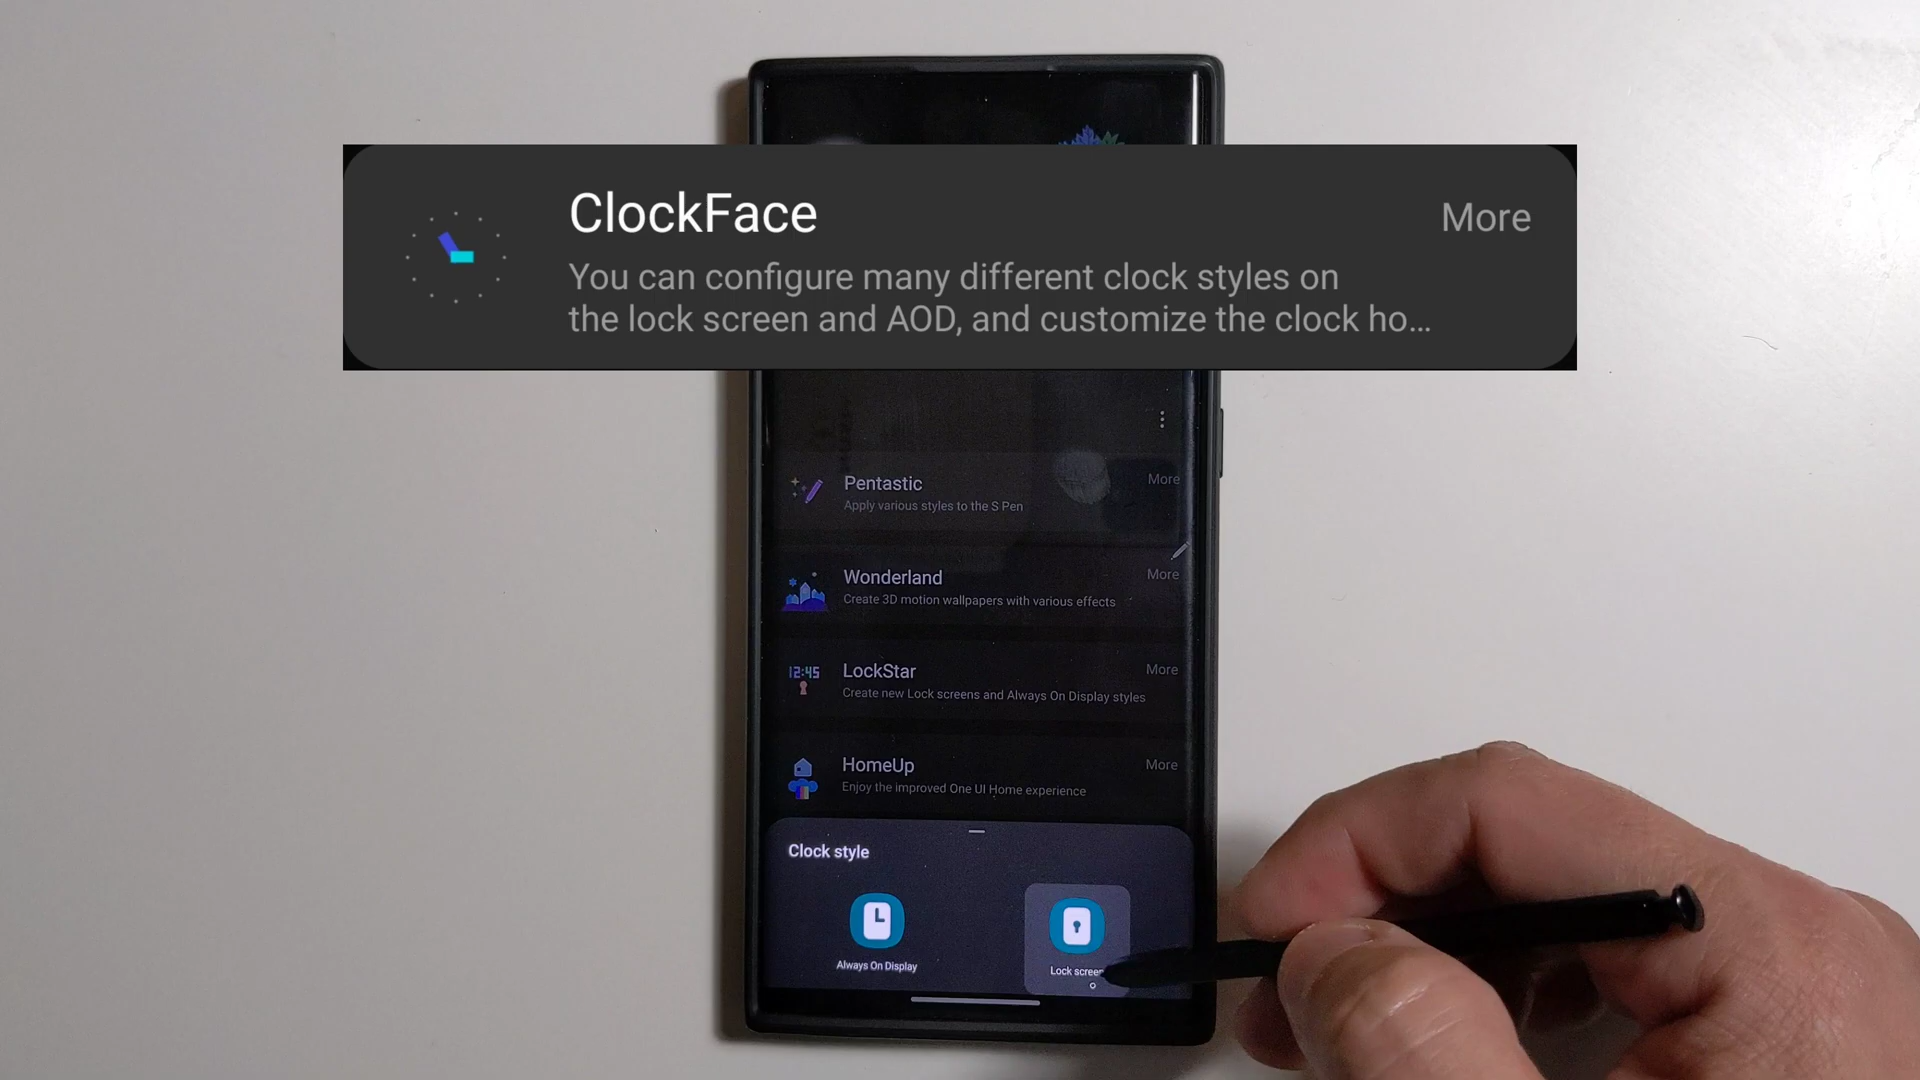 ClockFace
More
You can configure many different clock styles on
the lock screen and AOD, and customize the clock ho...
Pentastic
More
Apply various styles to the S Pen
Wonderland
More
Create 3D motion wallpapers with various effects
12:45
LockStar
More
Create new Lock screens and Always On Display styles
HomeUp
More
Enjoy the improved One UI Home experience
Clock style
Always On Display
Lock screen